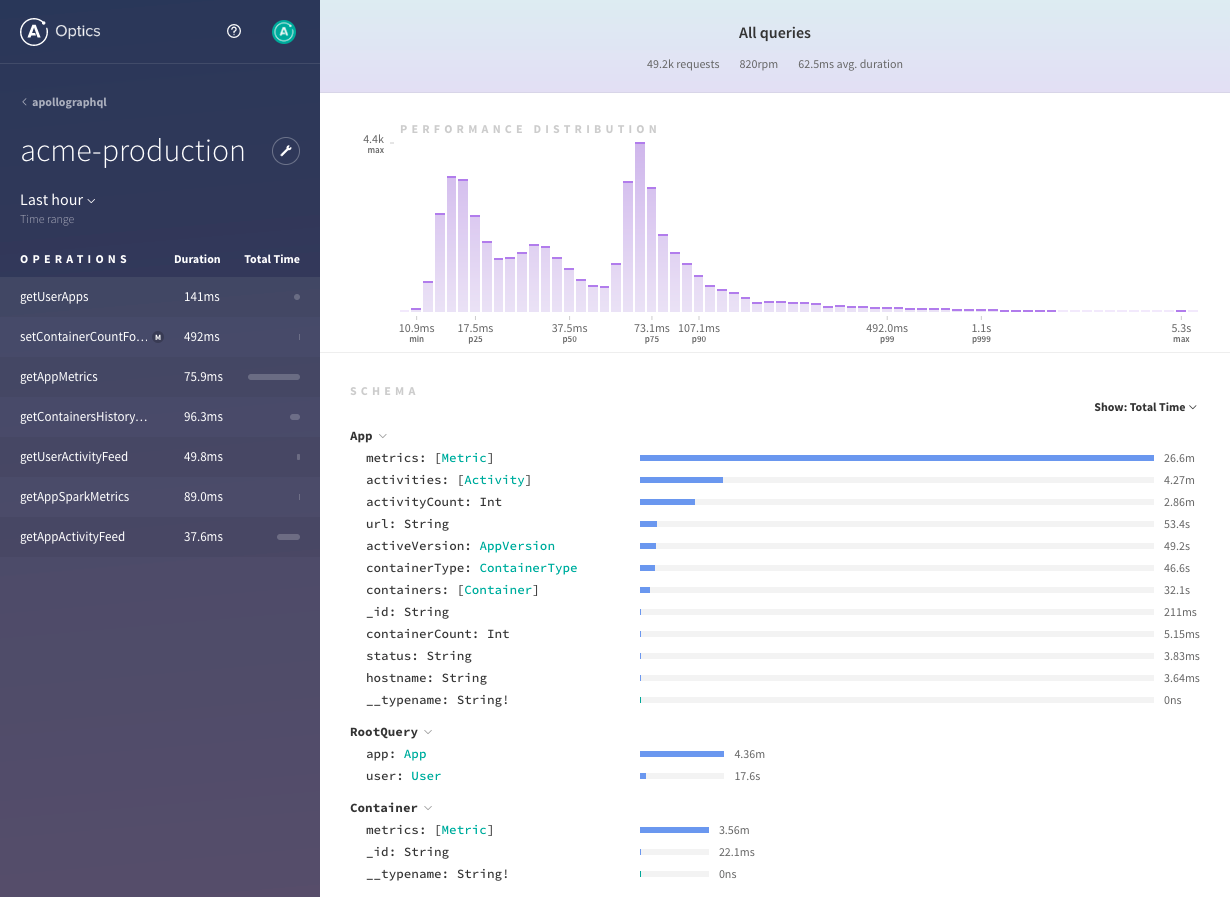 Optics
apollographql
acme-production
Last hour
Time range
OPERATIONS Duration Total Time
getUserApps 141ms
setContainerCountFo... M 492ms
getAppMetrics 75.9ms
getContainersHistory... 96.3ms
getUserActivityFeed 49.8ms
getAppSparkMetrics 89.0ms
getAppActivityFeed 37.6ms
All queries
49.2k requests 820rpm 62.5ms avg. duration
PERFORMANCE DISTRIBUTION
4.4k
max
10.9ms 17.5ms 37.5ms 73.1ms 107.1ms 492.0ms 1.1s 5.3s
min p25 p50 p75 p90 p99 p999 max
SCHEMA
Show: Total Time
App
metrics: [Metric] 26.6m
activities: [Activity] 4.27m
activityCount: Int 2.86m
url: String 53.4s
activeVersion: AppVersion 49.2s
containerType: ContainerType 46.6s
containers: [Container] 32.1s
_id: String 211ms
containerCount: Int 5.15ms
status: String 3.83ms
hostname: String 3.64ms
__typename: String! 0ns
RootQuery
app: App 4.36m
user: User 17.6s
Container
metrics: [Metric] 3.56m
_id: String 22.1ms
__typename: String! 0ns